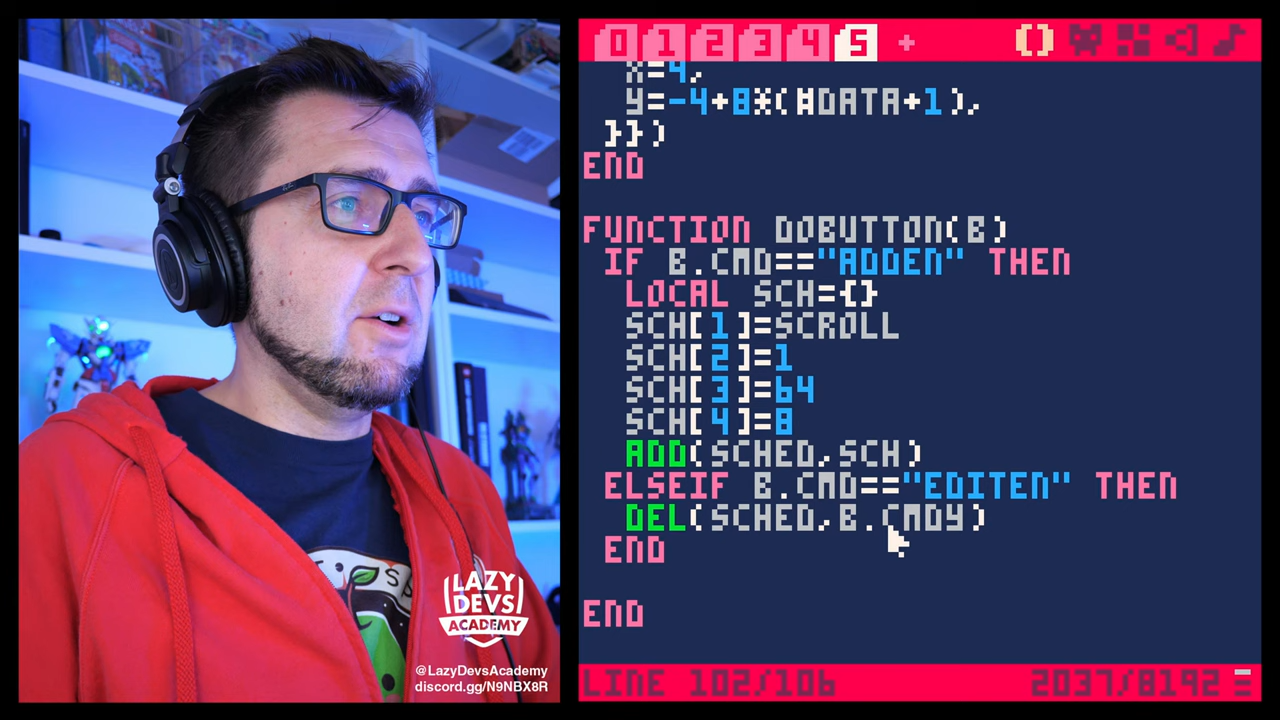 0 1 2 3 4 5 + ()
X=4,
Y=-4+8*(#DATA+1),
}})
END
FUNCTION DOBUTTON(B)
IF B.CMD=="ADDEN" THEN
LOCAL SCH={}
SCH[1]=SCROLL
SCH[2]=1
SCH[3]=64
SCH[4]=8
ADD(SCHED,SCH)
ELSEIF B.CMD=="EDITEN" THEN
DEL(SCHED,B.CMDY)
END
END
LINE 102/106 2037/8192
LAZY
DEVS
ACADEMY
@LazyDevsAcademy
discord.gg/N9NBX8R